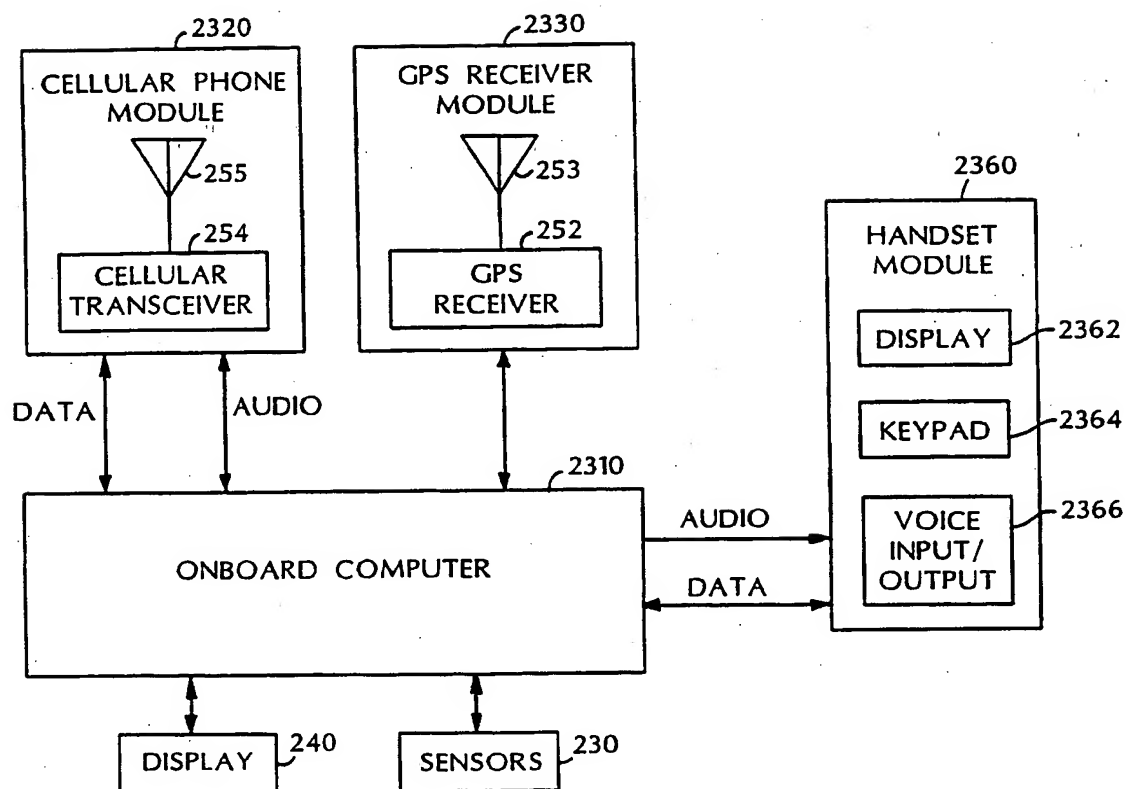 2320
CELLULAR PHONE
MODULE
255
254
CELLULAR
TRANSCEIVER
2330
GPS RECEIVER
MODULE
253
252
GPS
RECEIVER
2360
HANDSET
MODULE
DISPLAY
2362
KEYPAD
2364
VOICE
INPUT/
OUTPUT
2366
DATA
AUDIO
2310
ONBOARD COMPUTER
AUDIO
DATA
DISPLAY
240
SENSORS
230